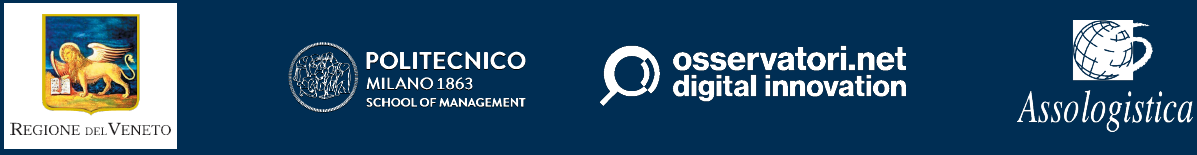 REGIONE DEL VENETO
POLITECNICO
MILANO 1863
SCHOOL OF MANAGEMENT
osservatori.net
digital innovation
Assologistica